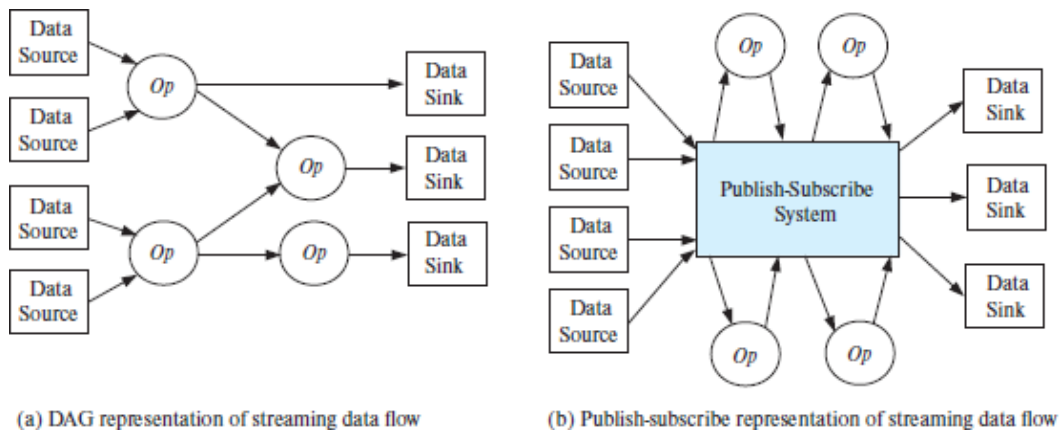 Data
Source
Data
Source
Data
Source
Data
Source
Op
Op
Op
Op
Data
Sink
Data
Sink
Data
Sink
(a) DAG representation of streaming data flow
Data
Source
Data
Source
Data
Source
Data
Source
Op
Op
Publish-Subscribe
System
Op
Op
Data
Sink
Data
Sink
Data
Sink
(b) Publish-subscribe representation of streaming data flow